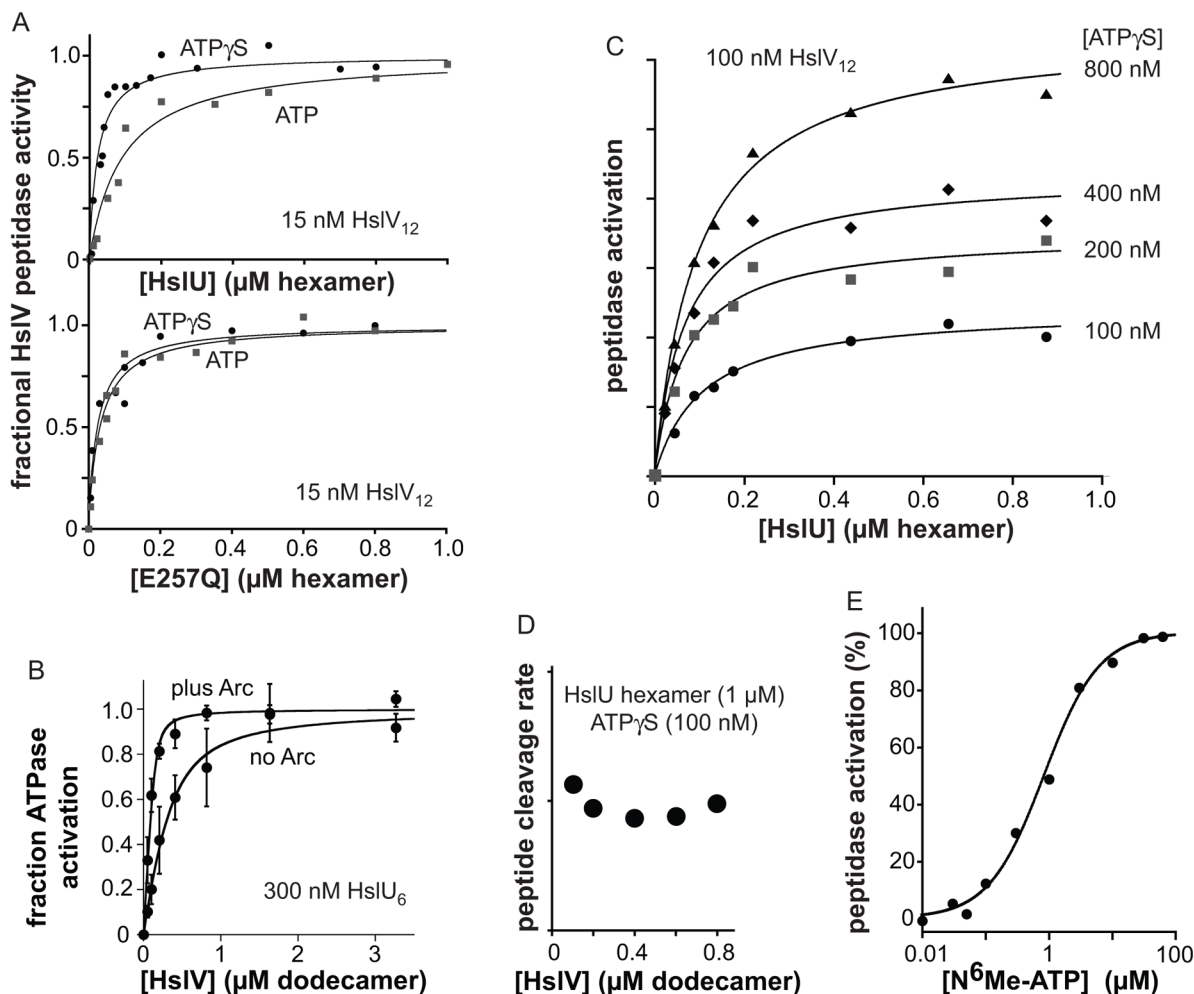 A
fractional HslV peptidase activity
1.0
0.5
0
ATPγS
ATP
15 nM HslV12
[HslU] (µM hexamer)
1.0
0.5
0
ATPγS
ATP
15 nM HslV12
0 0.2 0.4 0.6 0.8 1.0
[E257Q] (µM hexamer)
B
fraction ATPase
activation
1.0
0.8
0.6
0.4
0.2
0
plus Arc
no Arc
300 nM HslU6
0 1 2 3
[HslV] (µM dodecamer)
C
100 nM HslV12
[ATPγS]
800 nM
400 nM
200 nM
100 nM
peptidase activation
0 0.2 0.4 0.6 0.8 1.0
[HslU] (µM hexamer)
D
HslU hexamer (1 µM)
ATPγS (100 nM)
peptide cleavage rate
0 0.4 0.8
[HslV] (µM dodecamer)
E
peptidase activation (%)
100
80
60
40
20
0
0.01 1 100
[N6Me-ATP] (µM)